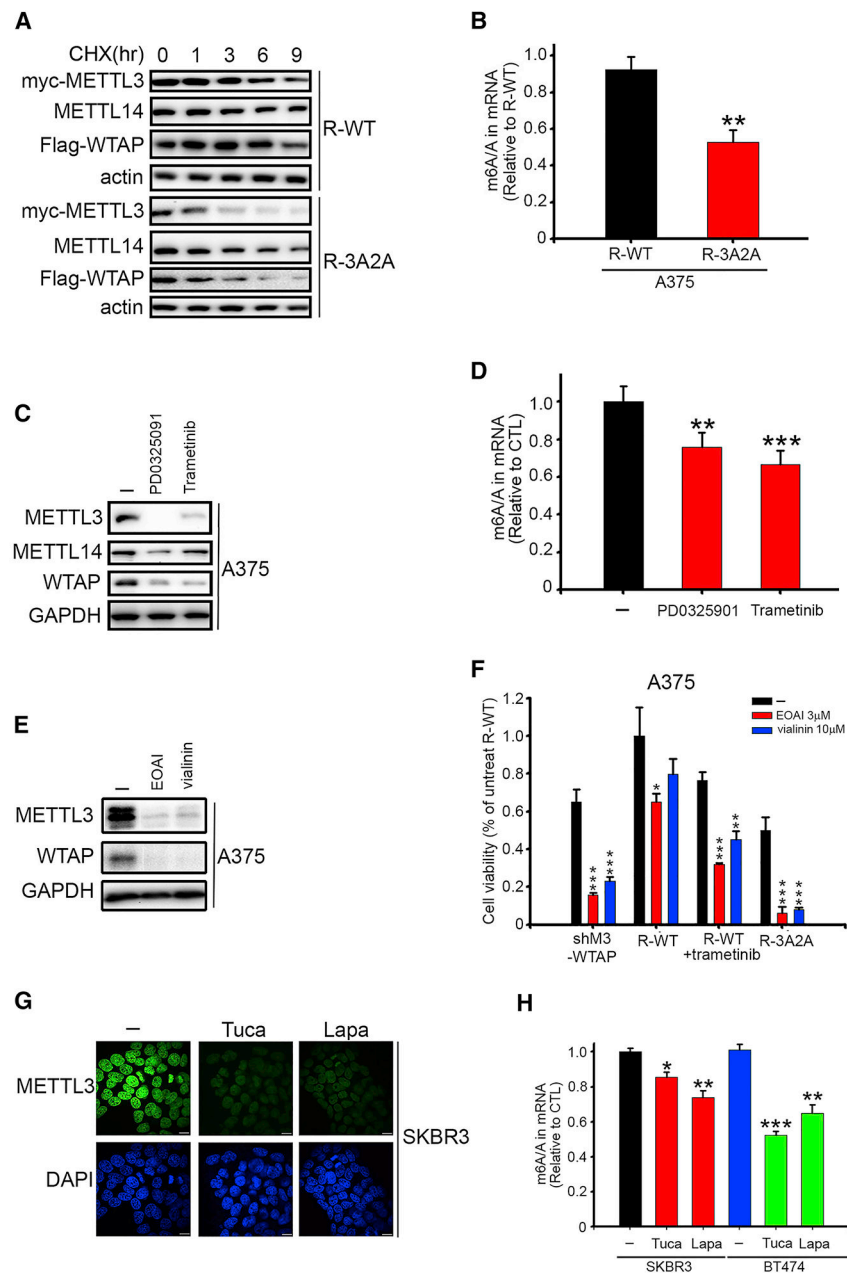 A
CHX(hr) 0 1 3 6 9
myc-METTL3
METTL14
Flag-WTAP
actin
R-WT
myc-METTL3
METTL14
Flag-WTAP
actin
R-3A2A
B
m6A/A in mRNA
(Relative to R-WT)
1.0
0.8
0.6
0.4
0.2
0
**
R-WT R-3A2A
A375
C
– PD0325091 Trametinib
METTL3
METTL14
WTAP
GAPDH
A375
D
m6A/A in mRNA
(Relative to CTL)
1.0
0.8
0.6
0.4
0.2
0
** ***
– PD0325901 Trametinib
E
– EOAI vialinin
METTL3
WTAP
GAPDH
A375
F
A375
Cell viability (% of untreat R-WT)
1.2
1.0
0.8
0.6
0.4
0.2
0
–
EOAI 3μM
vialinin 10μM
*** *** * *** ** *** ***
shM3 R-WT R-WT R-3A2A
-WTAP +trametinib
G
– Tuca Lapa
METTL3
DAPI
SKBR3
H
m6A/A in mRNA
(Relative to CTL)
1.0
0.8
0.6
0.4
0.2
0
* ** *** **
– Tuca Lapa – Tuca Lapa
SKBR3 BT474